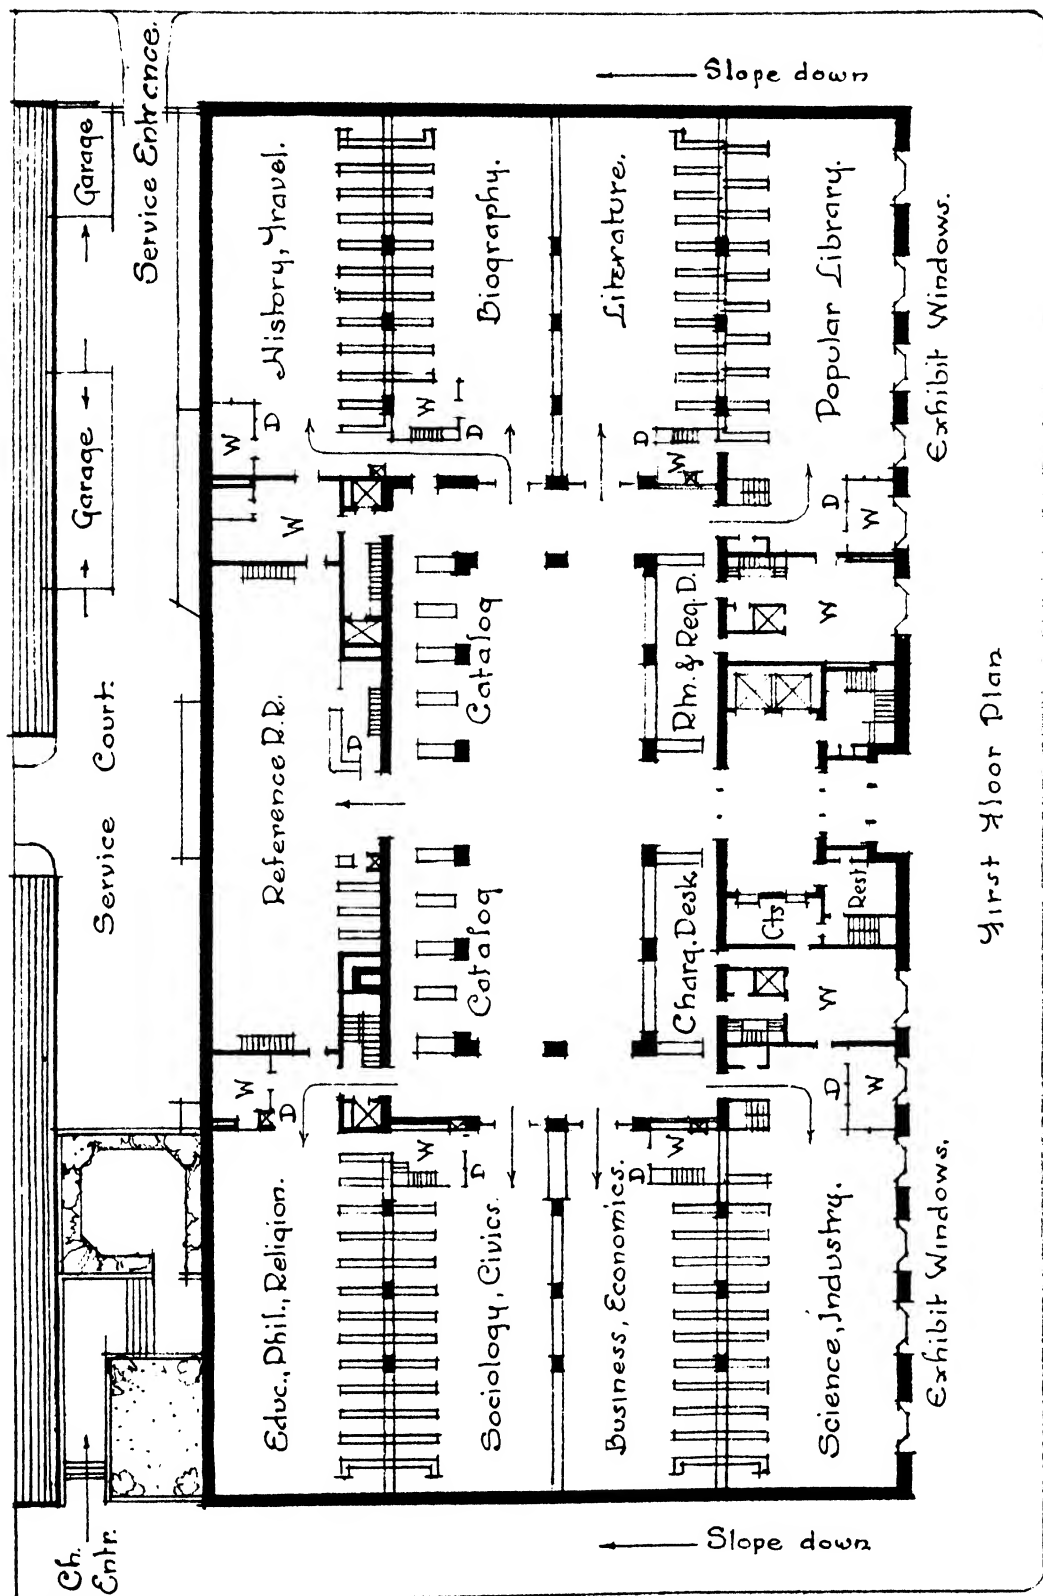 Ch.
Entr.
Service Court.
Garage
Garage
Service Entrance.
Educ., Phil., Religion.
W
D
Reference R.R.
D
W
W
D
History, Travel.
Sociology, Civics.
W
D
Catalog
Catalog
W
D
Biography.
Business, Economics.
D
W
Charg. Desk.
Rtn. & Req. D.
D
W
Literature.
Science, Industry.
D
W
W
Cts
Rest
W
D
W
Popular Library.
Exhibit Windows.
Exhibit Windows.
First Floor Plan
Slope down
Slope down